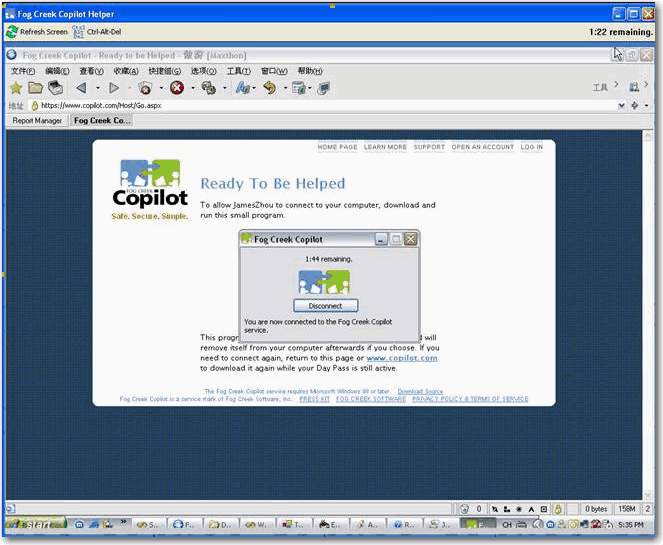 Fog Creek Copilot Helper
Refresh Screen Ctrl-Alt-Del 1:22 remaining.
Fog Creek Copilot - Ready to be Helped - [Maxthon]
文件(F) 编辑(E) 查看(V) 收藏(A) 快捷组(G) 选项(O) 工具(T) 窗口(W) 帮助(H)
工具
地址 https://www.copilot.com/Host/Go.aspx
Report Manager Fog Creek Co...
HOME PAGE LEARN MORE SUPPORT OPEN AN ACCOUNT LOG IN
FOG CREEK
Copilot
Safe. Secure. Simple.
Ready To Be Helped
To allow JamesZhou to connect to your computer, download and
run this small program.
Fog Creek Copilot
1:44 remaining.
Disconnect
You are now connected to the Fog Creek Copilot
service.
This progr
remove itself from your computer afterwards if you choose. If you
need to connect again, return to this page or www.copilot.com
to download it again while your Day Pass is still active.
The Fog Creek Copilot service requires Microsoft Windows 98 or later. Download Source
Fog Creek Copilot is a service mark of Fog Creek Software, Inc. PRESS KIT FOG CREEK SOFTWARE PRIVACY POLICY & TERMS OF SERVICE
0 0 bytes 158M 2
start S... F... D... W... T... E... A... R... J... F... CH 5:35 PM